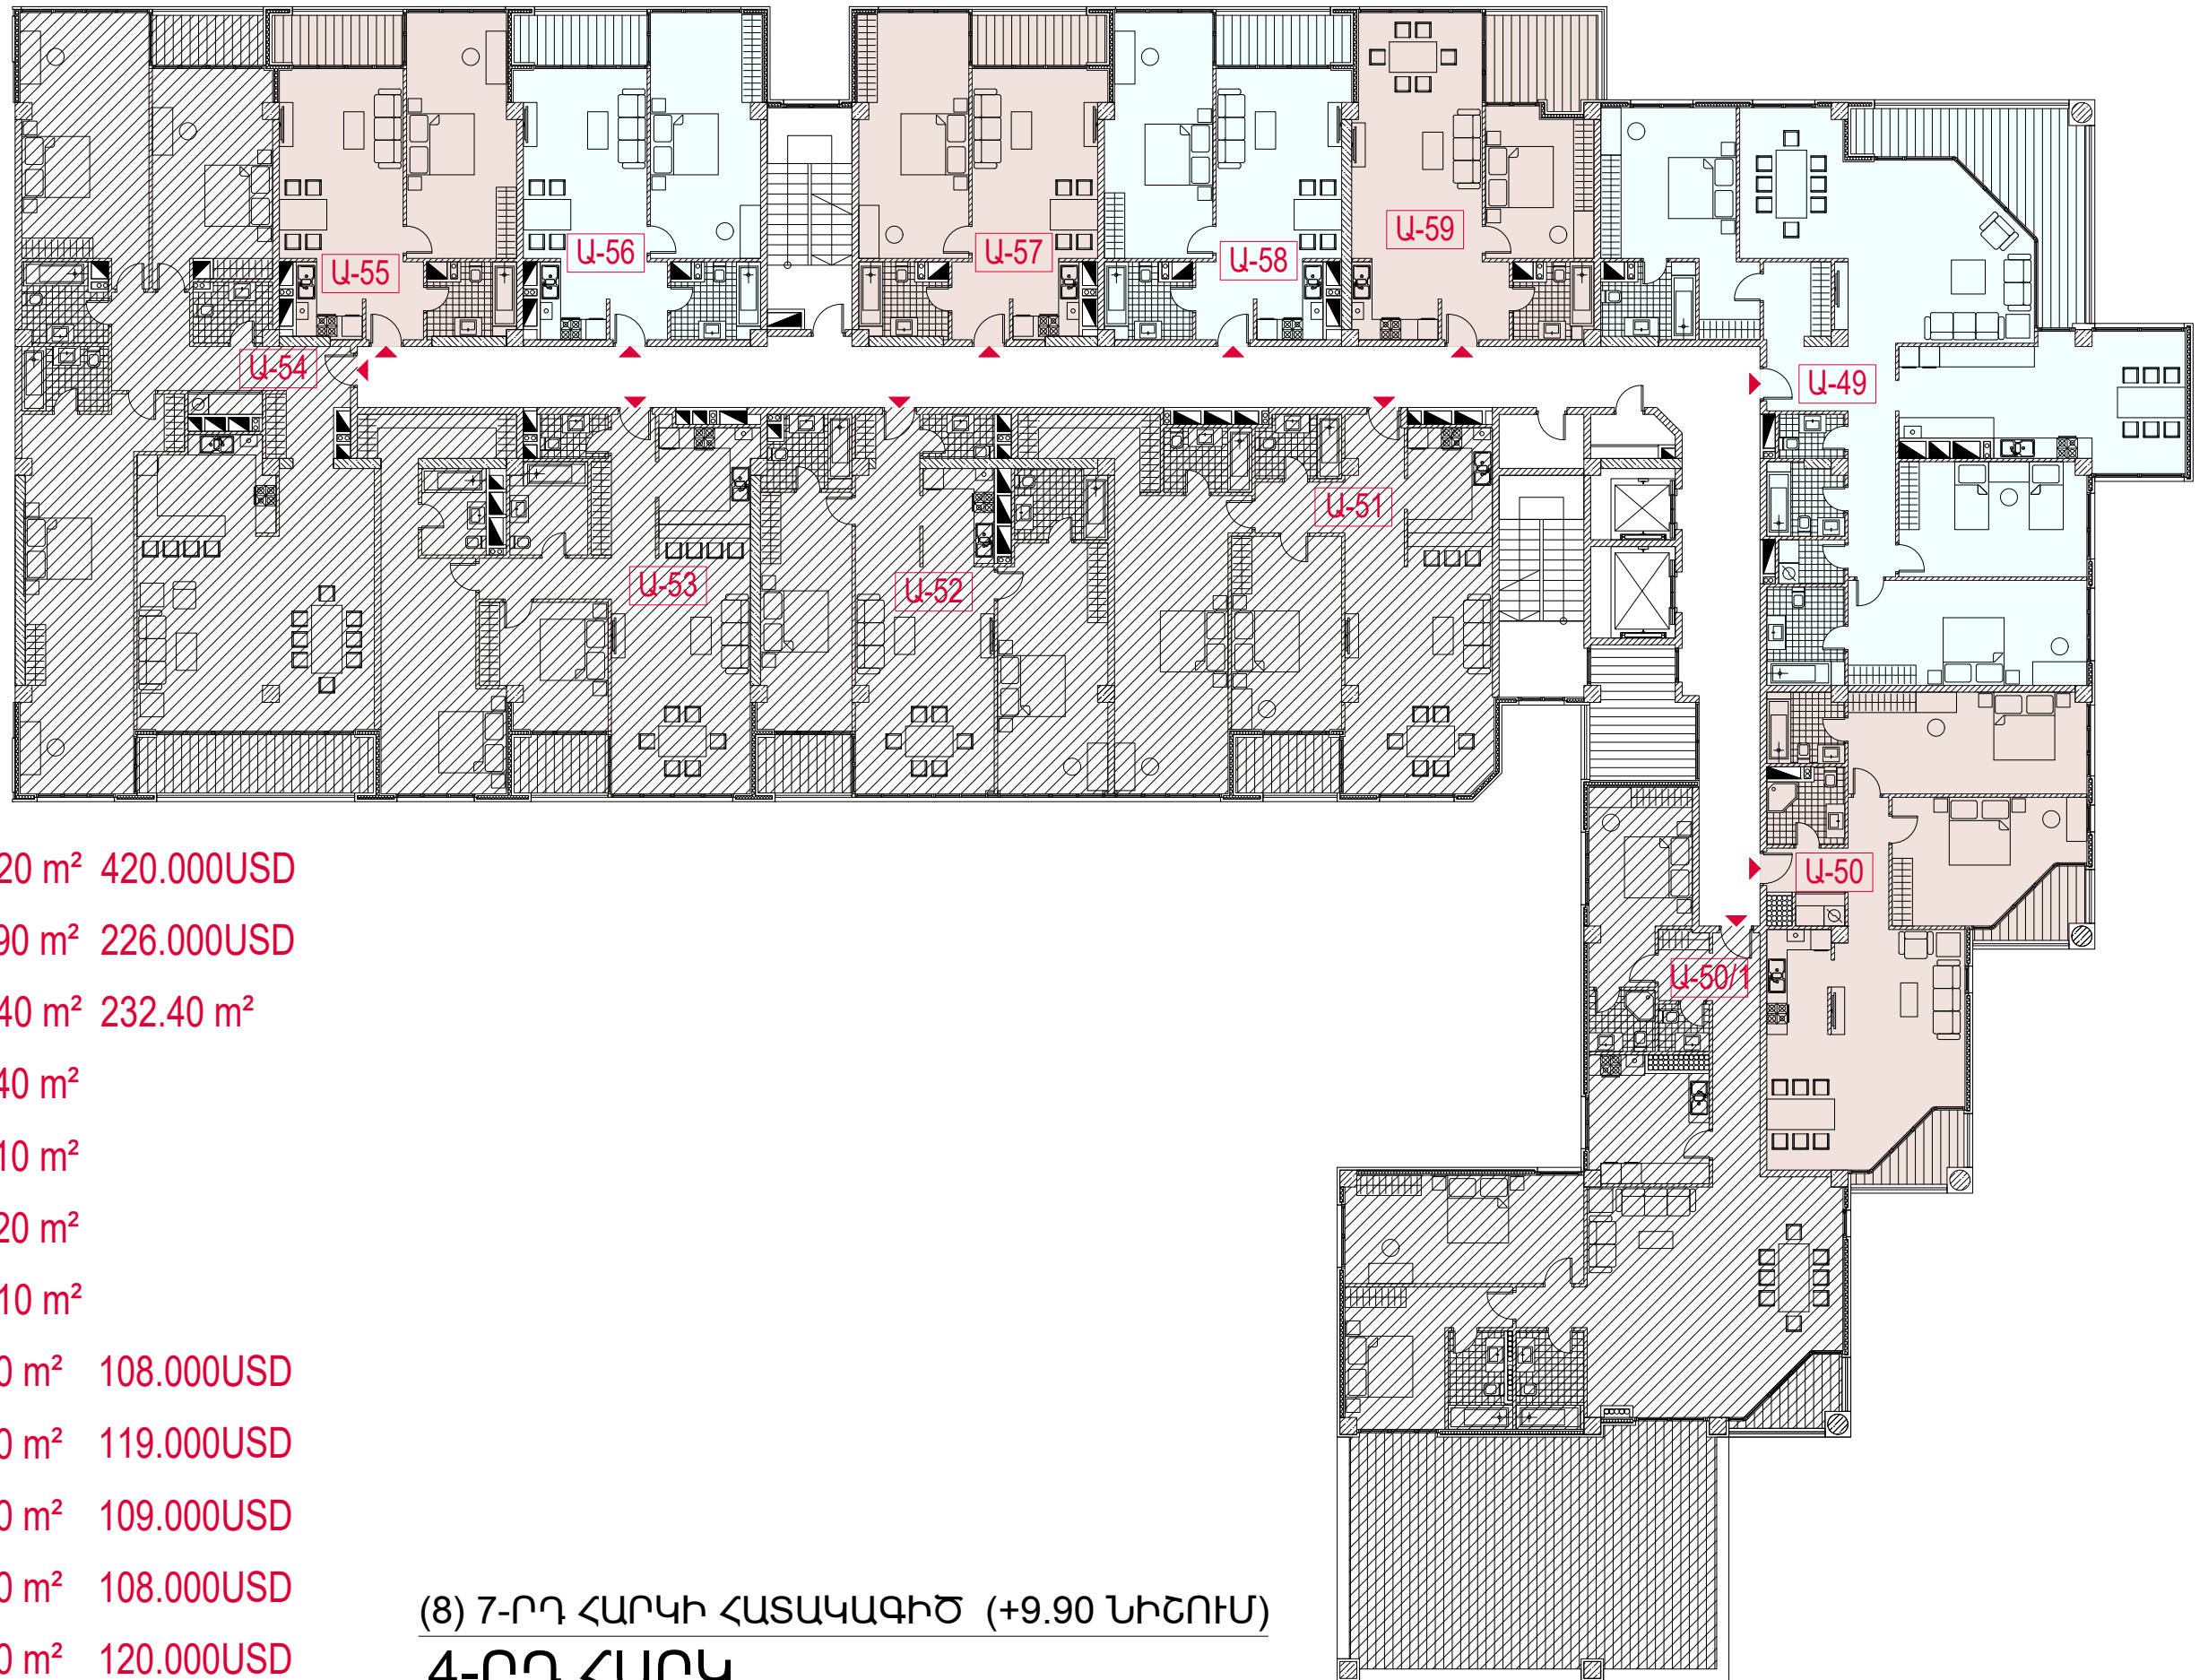 Ա-55
Ա-56
Ա-57
Ա-58
Ա-59
Ա-54
Ա-49
Ա-53
Ա-52
Ա-51
Ա-50
Ա-50/1
20 m² 420.000USD
90 m² 226.000USD
40 m² 232.40 m²
40 m²
10 m²
20 m²
10 m²
0 m² 108.000USD
0 m² 119.000USD
0 m² 109.000USD
0 m² 108.000USD
0 m² 120.000USD
(8) 7-ՐԴ ՀԱՐԿԻ ՀԱՏԱԿԱԳԻԾ (+9.90 ՆԻՇՈՒՄ)
4-ՐԴ ՀԱՐԿ